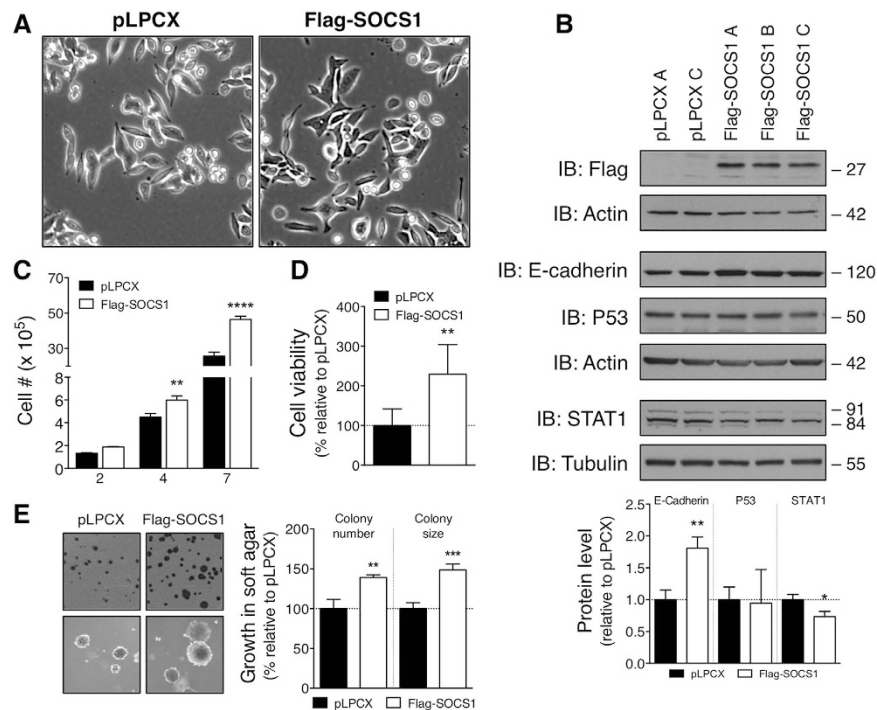 A
pLPCX
Flag-SOCS1
B
pLPCX A
pLPCX C
Flag-SOCS1 A
Flag-SOCS1 B
Flag-SOCS1 C
IB: Flag
– 27
IB: Actin
– 42
IB: E-cadherin
– 120
IB: P53
– 50
IB: Actin
– 42
IB: STAT1
– 91
– 84
IB: Tubulin
– 55
E-Cadherin
P53
STAT1
Protein level
(relative to pLPCX)
2.5
2.0
1.5
1.0
0.5
0.0
**
*
pLPCX
Flag-SOCS1
C
Cell # (x 10⁵)
70
50
30
8
6
4
2
0
pLPCX
Flag-SOCS1
**
****
2
4
7
D
Cell viability
(% relative to pLPCX)
400
300
200
100
0
pLPCX
Flag-SOCS1
**
E
pLPCX
Flag-SOCS1
Growth in soft agar
(% relative to pLPCX)
200
150
100
50
0
Colony
number
Colony
size
**
***
pLPCX
Flag-SOCS1